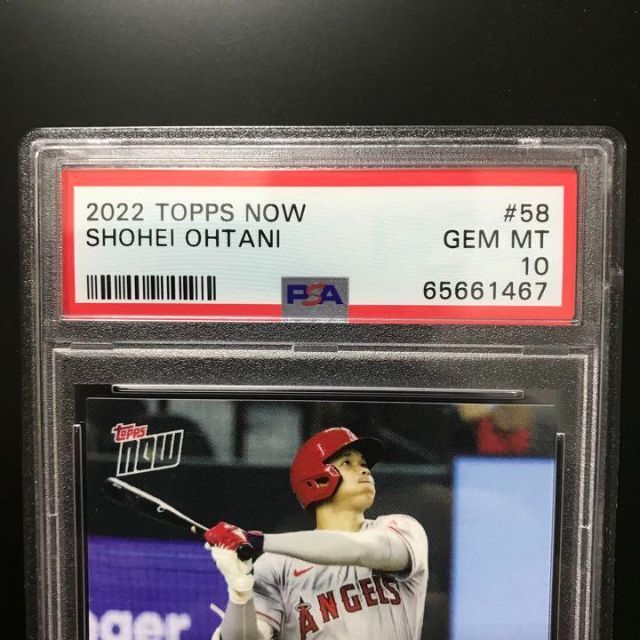 2022 TOPPS NOW #58
SHOHEI OHTANI GEM MT
10
PSA 65661467
TOPPS
NOW
ANGELS